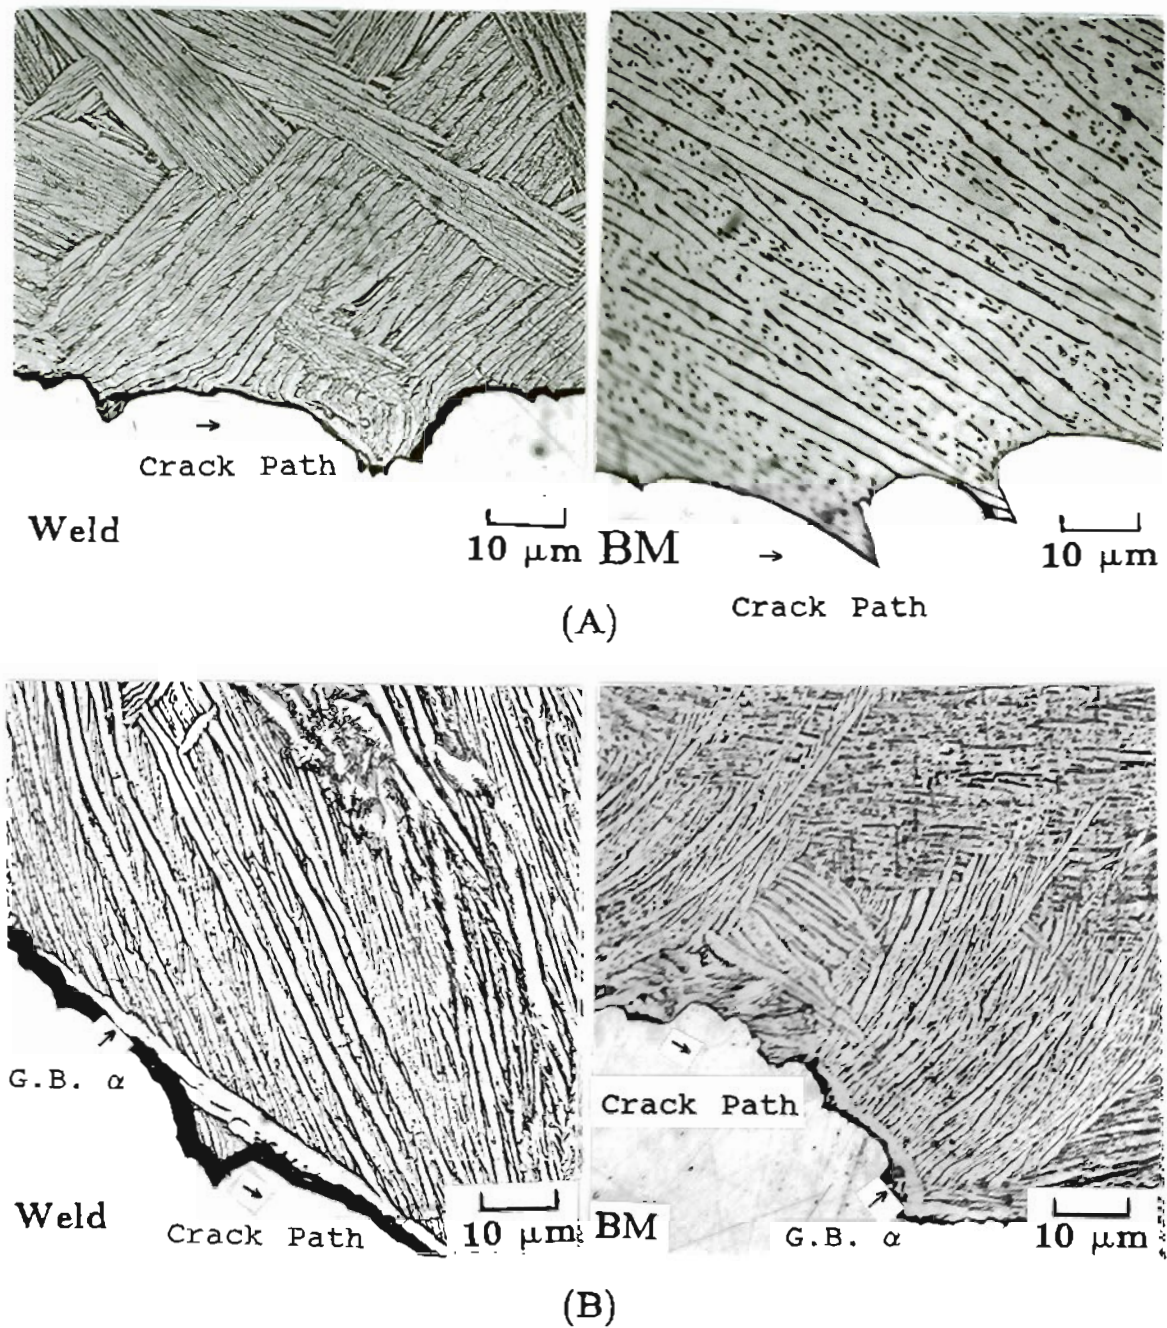 Crack Path
Weld
10 μm
BM
10 μm
Crack Path
(A)
G.B. α
Weld
Crack Path
10 μm
Crack Path
BM
G.B. α
10 μm
(B)